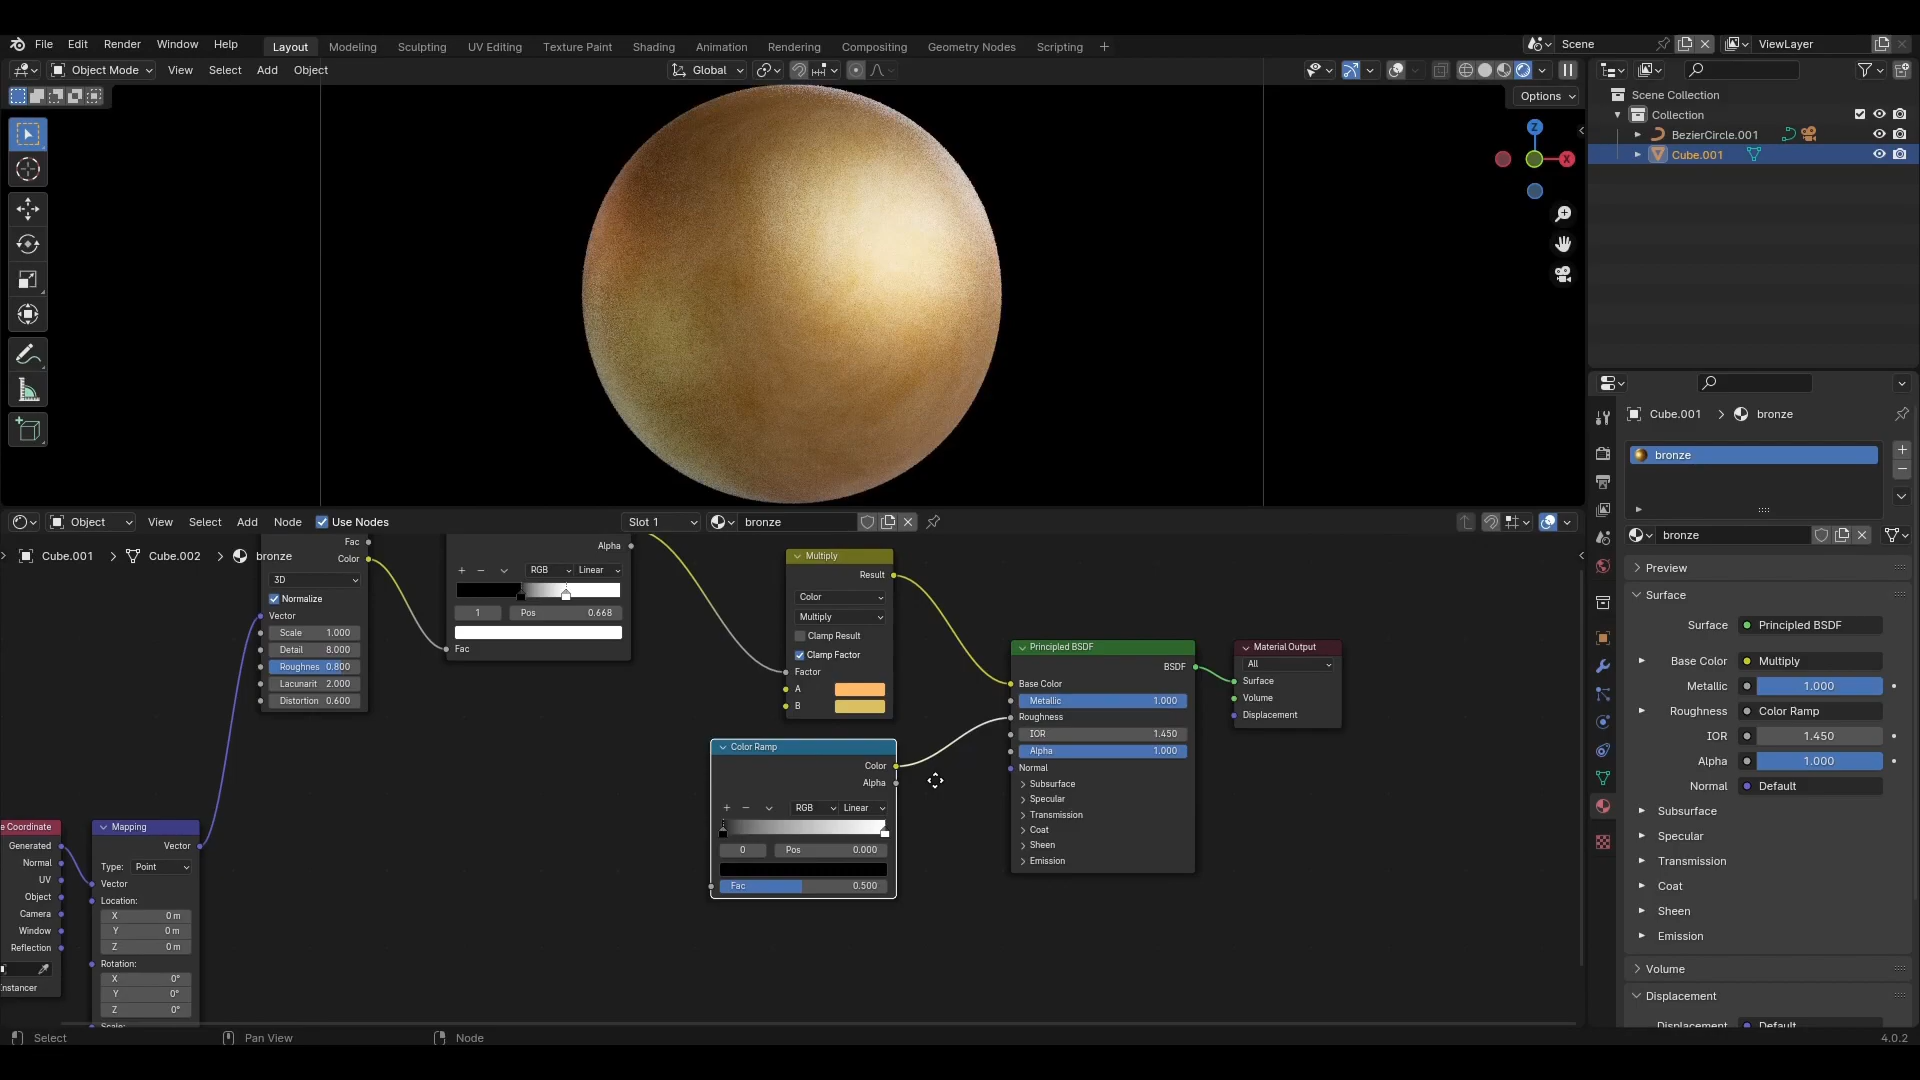 File Edit Render Window Help Layout Modeling Sculpting UV Editing Texture Paint Shading Animation Rendering Compositing Geometry Nodes Scripting + Scene ViewLayer
Object Mode View Select Add Object Global
Options
Z
X
Scene Collection
Collection
BezierCircle.001
Cube.001
Cube.001 > bronze
bronze
bronze
Preview
Surface
Surface Principled BSDF
Base Color Multiply
Metallic 1.000
Roughness Color Ramp
IOR 1.450
Alpha 1.000
Normal Default
Subsurface
Specular
Transmission
Coat
Sheen
Emission
Volume
Displacement
Displacement Default
Object View Select Add Node Use Nodes Slot 1 bronze
Cube.001 > Cube.002 > bronze
Fac
Color
3D
Normalize
Vector
Scale 1.000
Detail 8.000
Roughnes 0.800
Lacunarit 2.000
Distortion 0.600
Alpha
+ − RGB Linear
1 Pos 0.668
Fac
Multiply
Result
Color
Multiply
Clamp Result
Clamp Factor
Factor
A
B
Color Ramp
Color
Alpha
+ − RGB Linear
0 Pos 0.000
Fac 0.500
Principled BSDF
BSDF
Base Color
Metallic 1.000
Roughness
IOR 1.450
Alpha 1.000
Normal
Subsurface
Specular
Transmission
Coat
Sheen
Emission
Material Output
All
Surface
Volume
Displacement
e Coordinate
Generated
Normal
UV
Object
Camera
Window
Reflection
nstancer
Mapping
Vector
Type: Point
Vector
Location:
X 0 m
Y 0 m
Z 0 m
Rotation:
X 0°
Y 0°
Z 0°
Scale:
Select Pan View Node 4.0.2